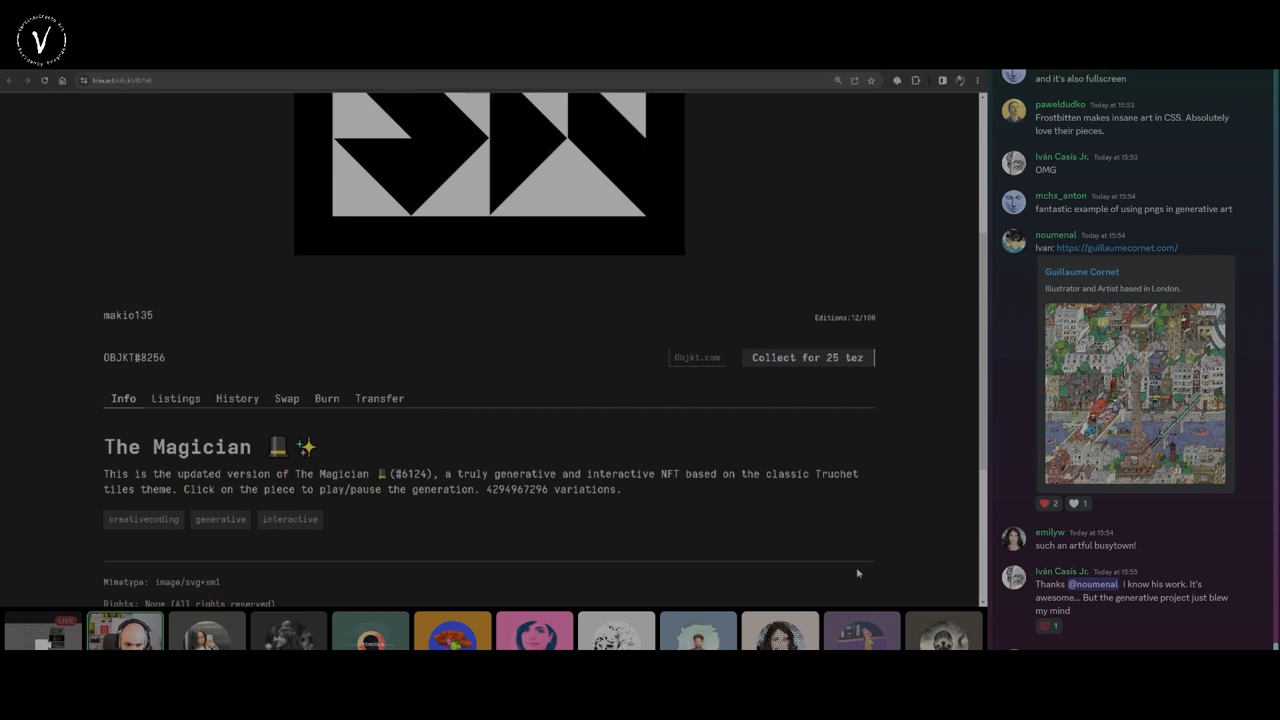 teia.art/objkt/8256
makio135
Editions:12/100
OBJKT#8256
Objkt.com
Collect for 25 tez
Info
Listings
History
Swap
Burn
Transfer
The Magician 🎩✨
This is the updated version of The Magician 🎩(#6124), a truly generative and interactive NFT based on the classic Truchet
tiles theme. Click on the piece to play/pause the generation. 4294967296 variations.
creativecoding
generative
interactive
Mimetype: image/svg+xml
Rights: None (All rights reserved)
LIVE
and it's also fullscreen
paweldudko Today at 15:53
Frostbitten makes insane art in CSS. Absolutely
love their pieces.
Iván Casís Jr. Today at 15:53
OMG
mchx_anton Today at 15:54
fantastic example of using pngs in generative art
noumenal Today at 15:54
Ivan: https://guillaumecornet.com/
Guillaume Cornet
Illustrator and Artist based in London.
2
1
emilyw Today at 15:54
such an artful busytown!
Iván Casís Jr. Today at 15:55
Thanks @noumenal I know his work. It's
awesome... But the generative project just blew
my mind
1